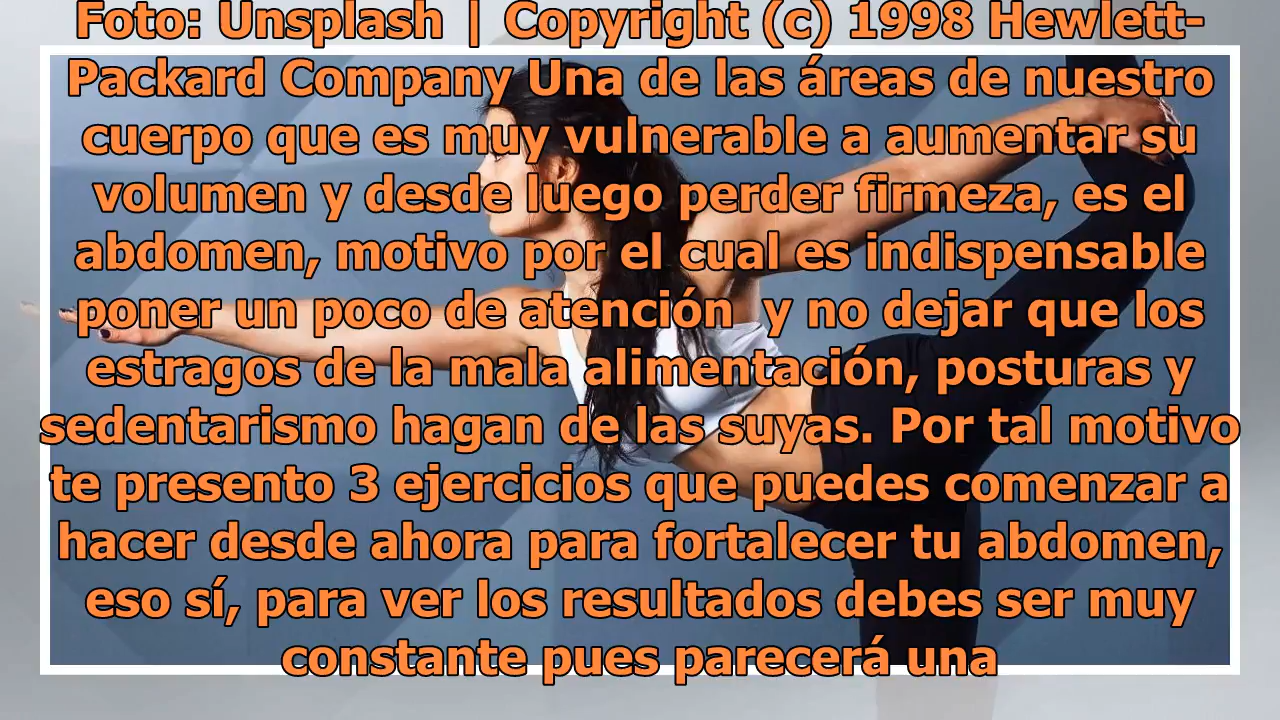 Foto: Unsplash | Copyright (c) 1998 Hewlett-
Packard Company Una de las áreas de nuestro
cuerpo que es muy vulnerable a aumentar su
volumen y desde luego perder firmeza, es el
abdomen, motivo por el cual es indispensable
poner un poco de atención y no dejar que los
estragos de la mala alimentación, posturas y
sedentarismo hagan de las suyas. Por tal motivo
te presento 3 ejercicios que puedes comenzar a
hacer desde ahora para fortalecer tu abdomen,
eso sí, para ver los resultados debes ser muy
constante pues parecerá una